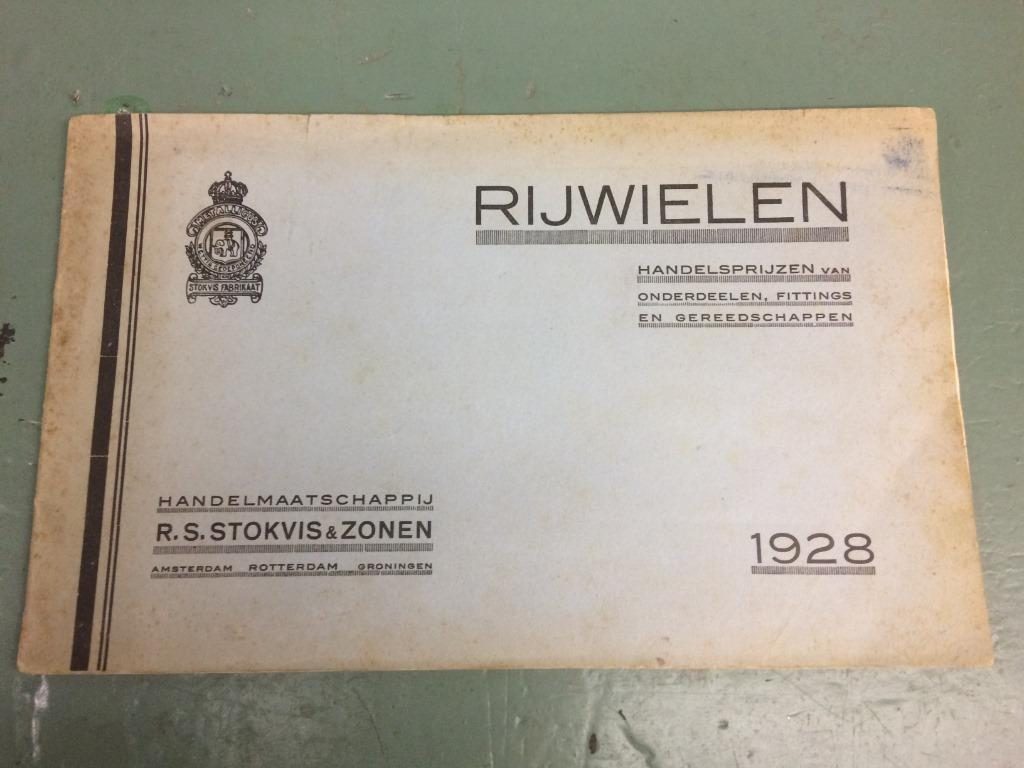 RIJWIELEN
HANDELSPRIJZEN VAN
ONDERDEELEN, FITTINGS
EN GEREEDSCHAPPEN
STOKVIS FABRIKAAT
HANDELMAATSCHAPPIJ
R.S. STOKVIS & ZONEN
AMSTERDAM ROTTERDAM GRONINGEN
1928